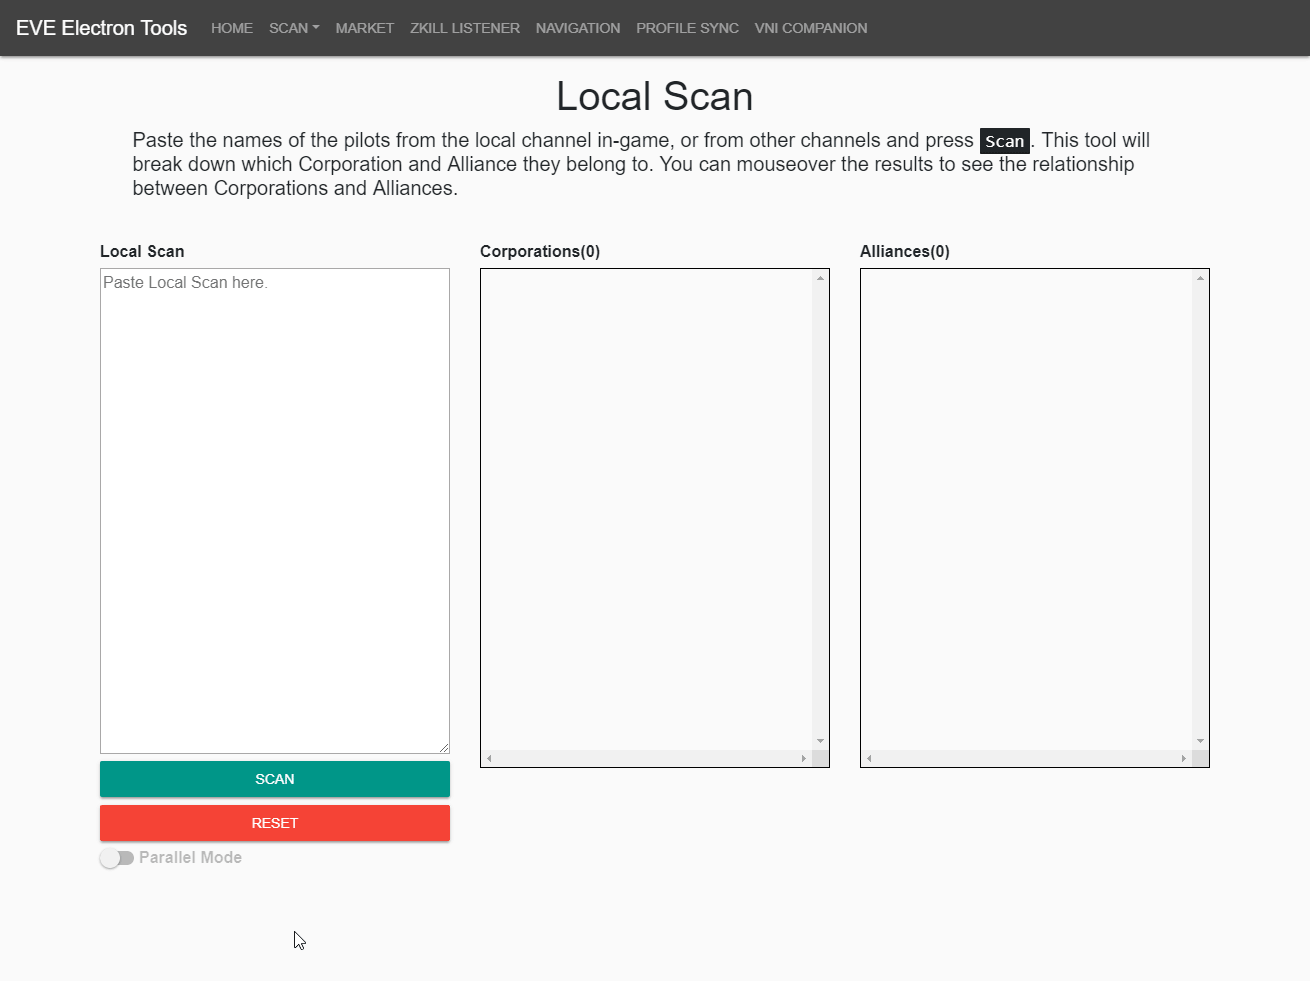 EVE Electron Tools HOME SCAN MARKET ZKILL LISTENER NAVIGATION PROFILE SYNC VNI COMPANION
Local Scan
Paste the names of the pilots from the local channel in-game, or from other channels and press Scan. This tool will
break down which Corporation and Alliance they belong to. You can mouseover the results to see the relationship
between Corporations and Alliances.
Local Scan Corporations(0) Alliances(0)
Paste Local Scan here.
SCAN
RESET
Parallel Mode